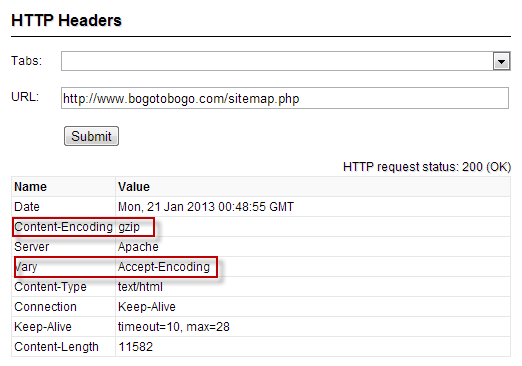 HTTP Headers
Tabs:
URL: http://www.bogotobogo.com/sitemap.php
Submit
HTTP request status: 200 (OK)
Name Value
Date Mon, 21 Jan 2013 00:48:55 GMT
Content-Encoding gzip
Server Apache
Vary Accept-Encoding
Content-Type text/html
Connection Keep-Alive
Keep-Alive timeout=10, max=28
Content-Length 11582